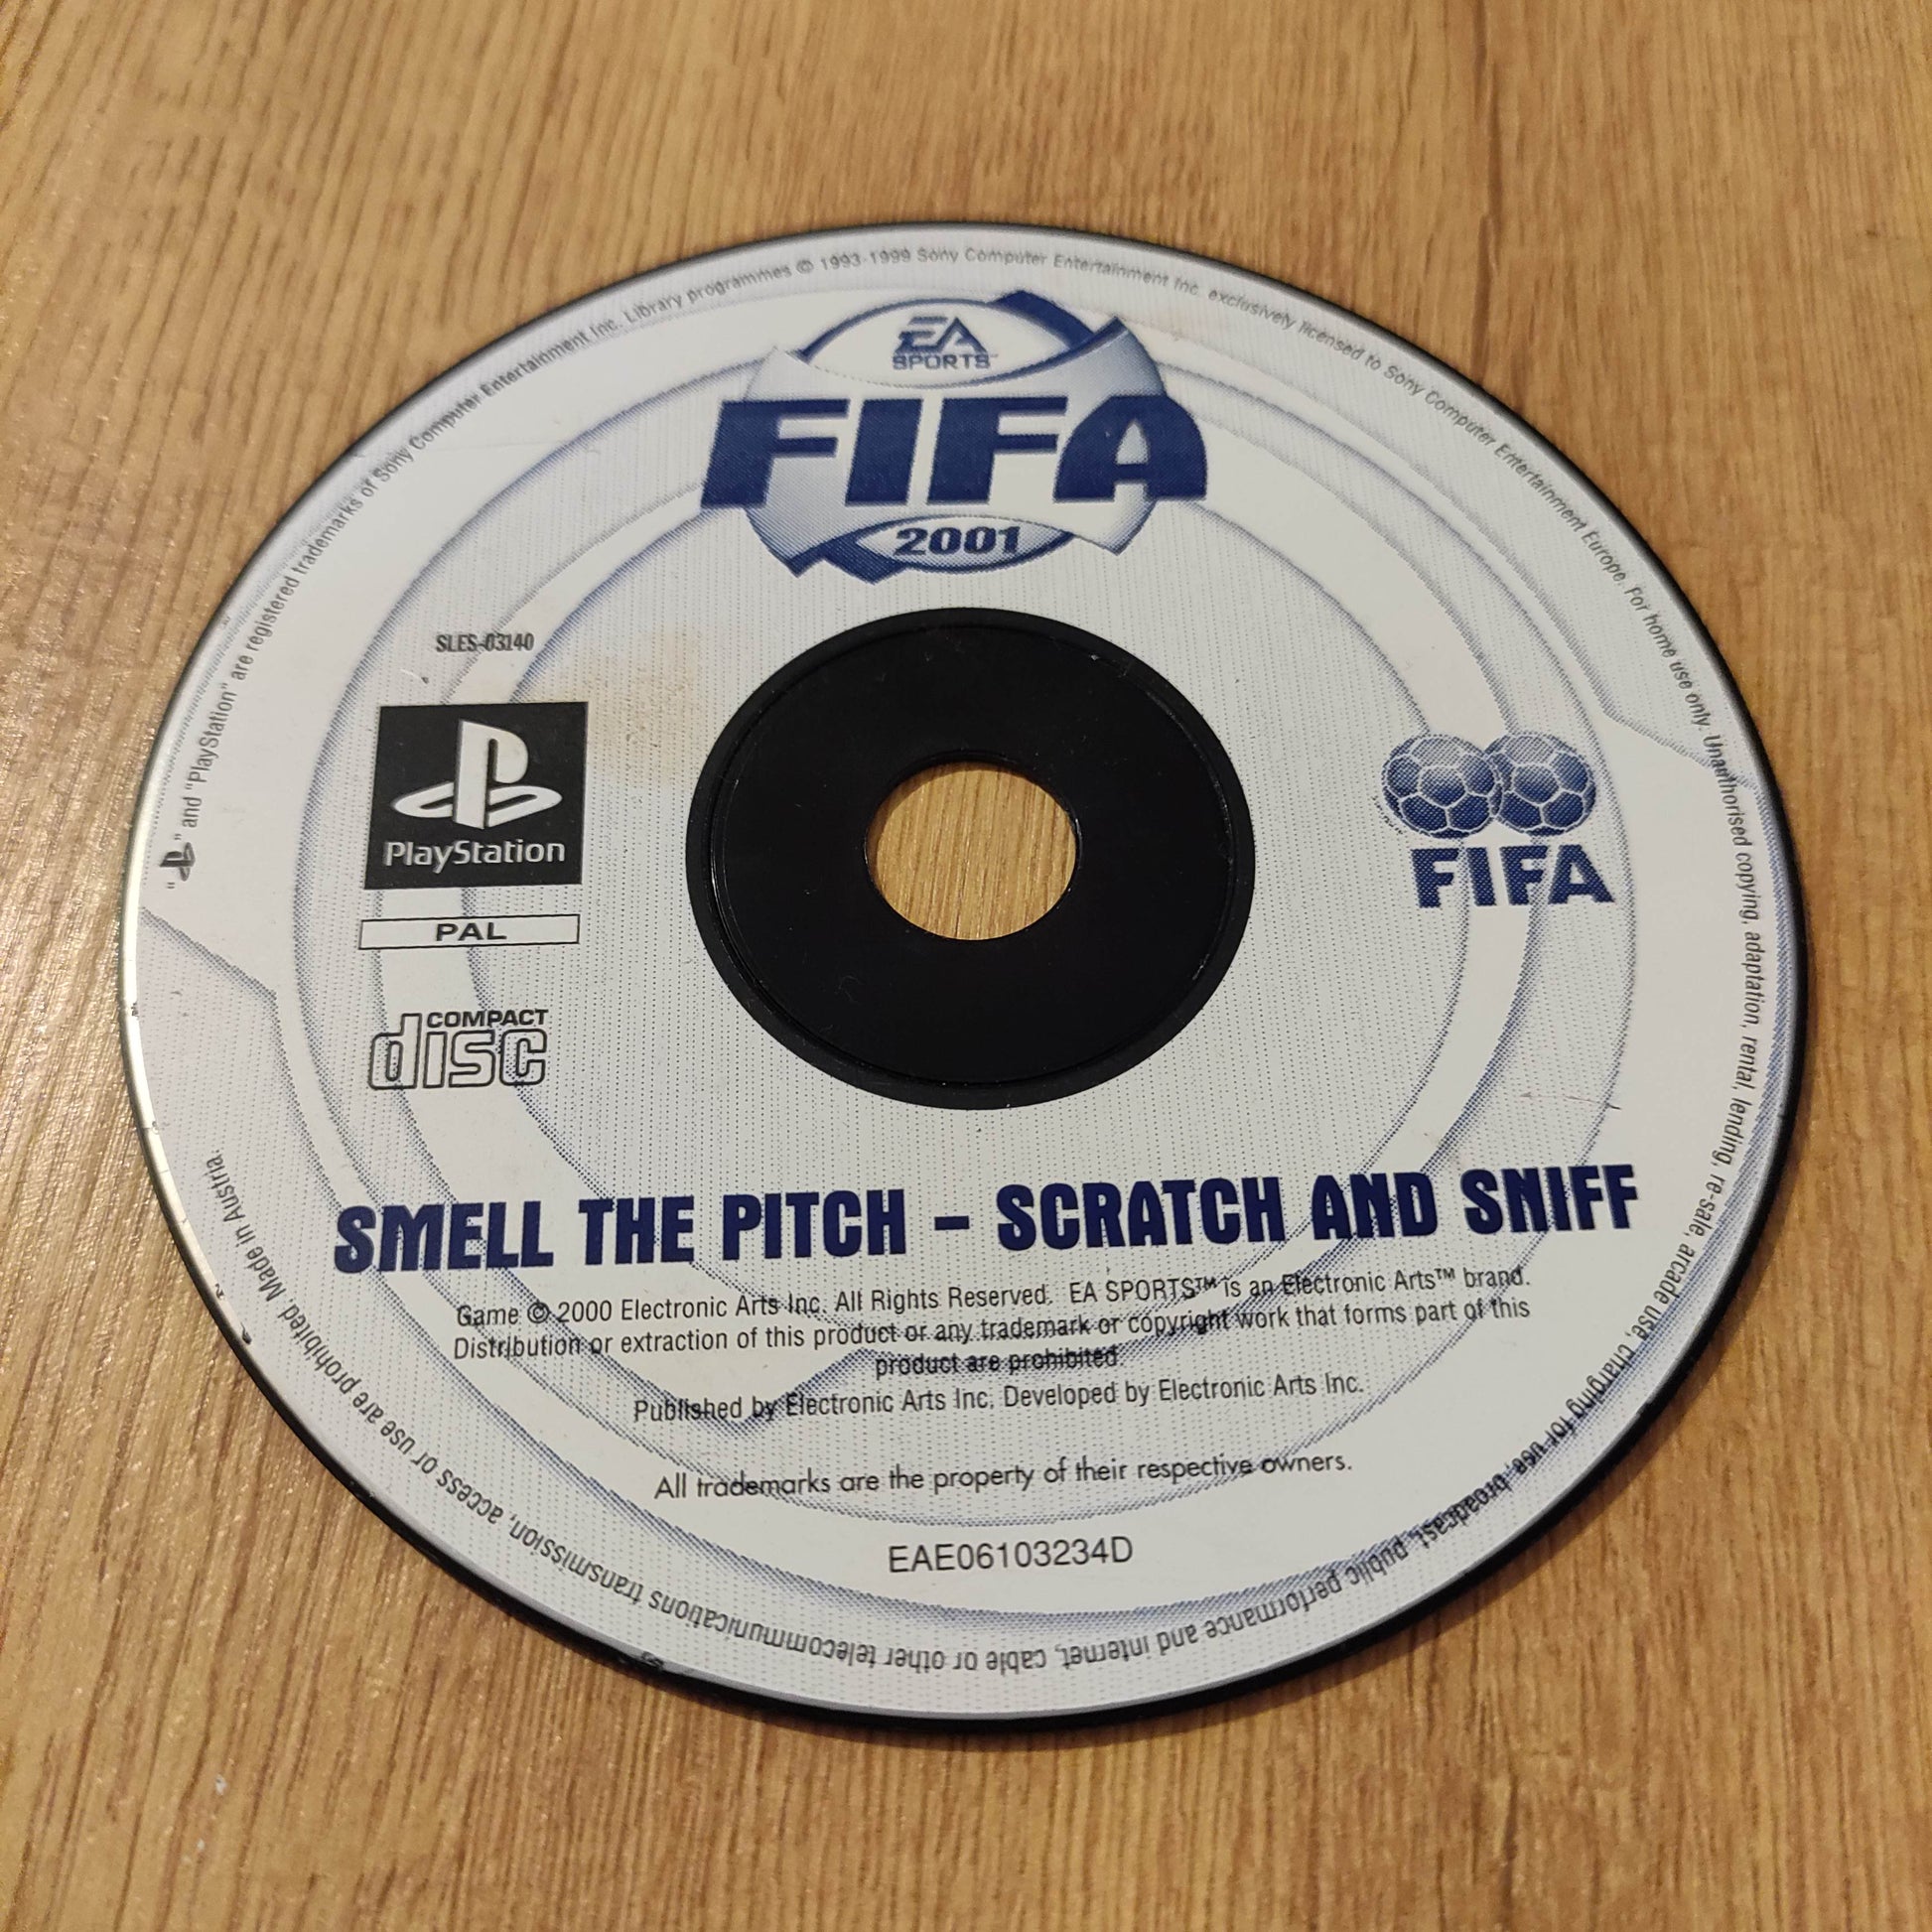 EA
SPORTS™
FIFA
2001
SLES-03140
PlayStation
PAL
COMPACT
disc
FIFA
SMELL THE PITCH – SCRATCH AND SNIFF
Game © 2000 Electronic Arts Inc. All Rights Reserved. EA SPORTS™ is an Electronic Arts™ brand.
Distribution or extraction of this product or any trademark or copyright work that forms part of this
product are prohibited.
Published by Electronic Arts Inc. Developed by Electronic Arts Inc.
All trademarks are the property of their respective owners.
EAE06103234D
" " and "PlayStation" are registered trademarks of Sony Computer Entertainment Inc. Library programmes © 1993-1999 Sony Computer Entertainment Inc. exclusively licensed to Sony Computer Entertainment Europe. For home use only. Unauthorised copying, adaptation, rental, lending, re-sale, arcade use, charging for use, broadcast, public performance and internet, cable or other telecommunications transmission, access or use are prohibited. Made in Austria.